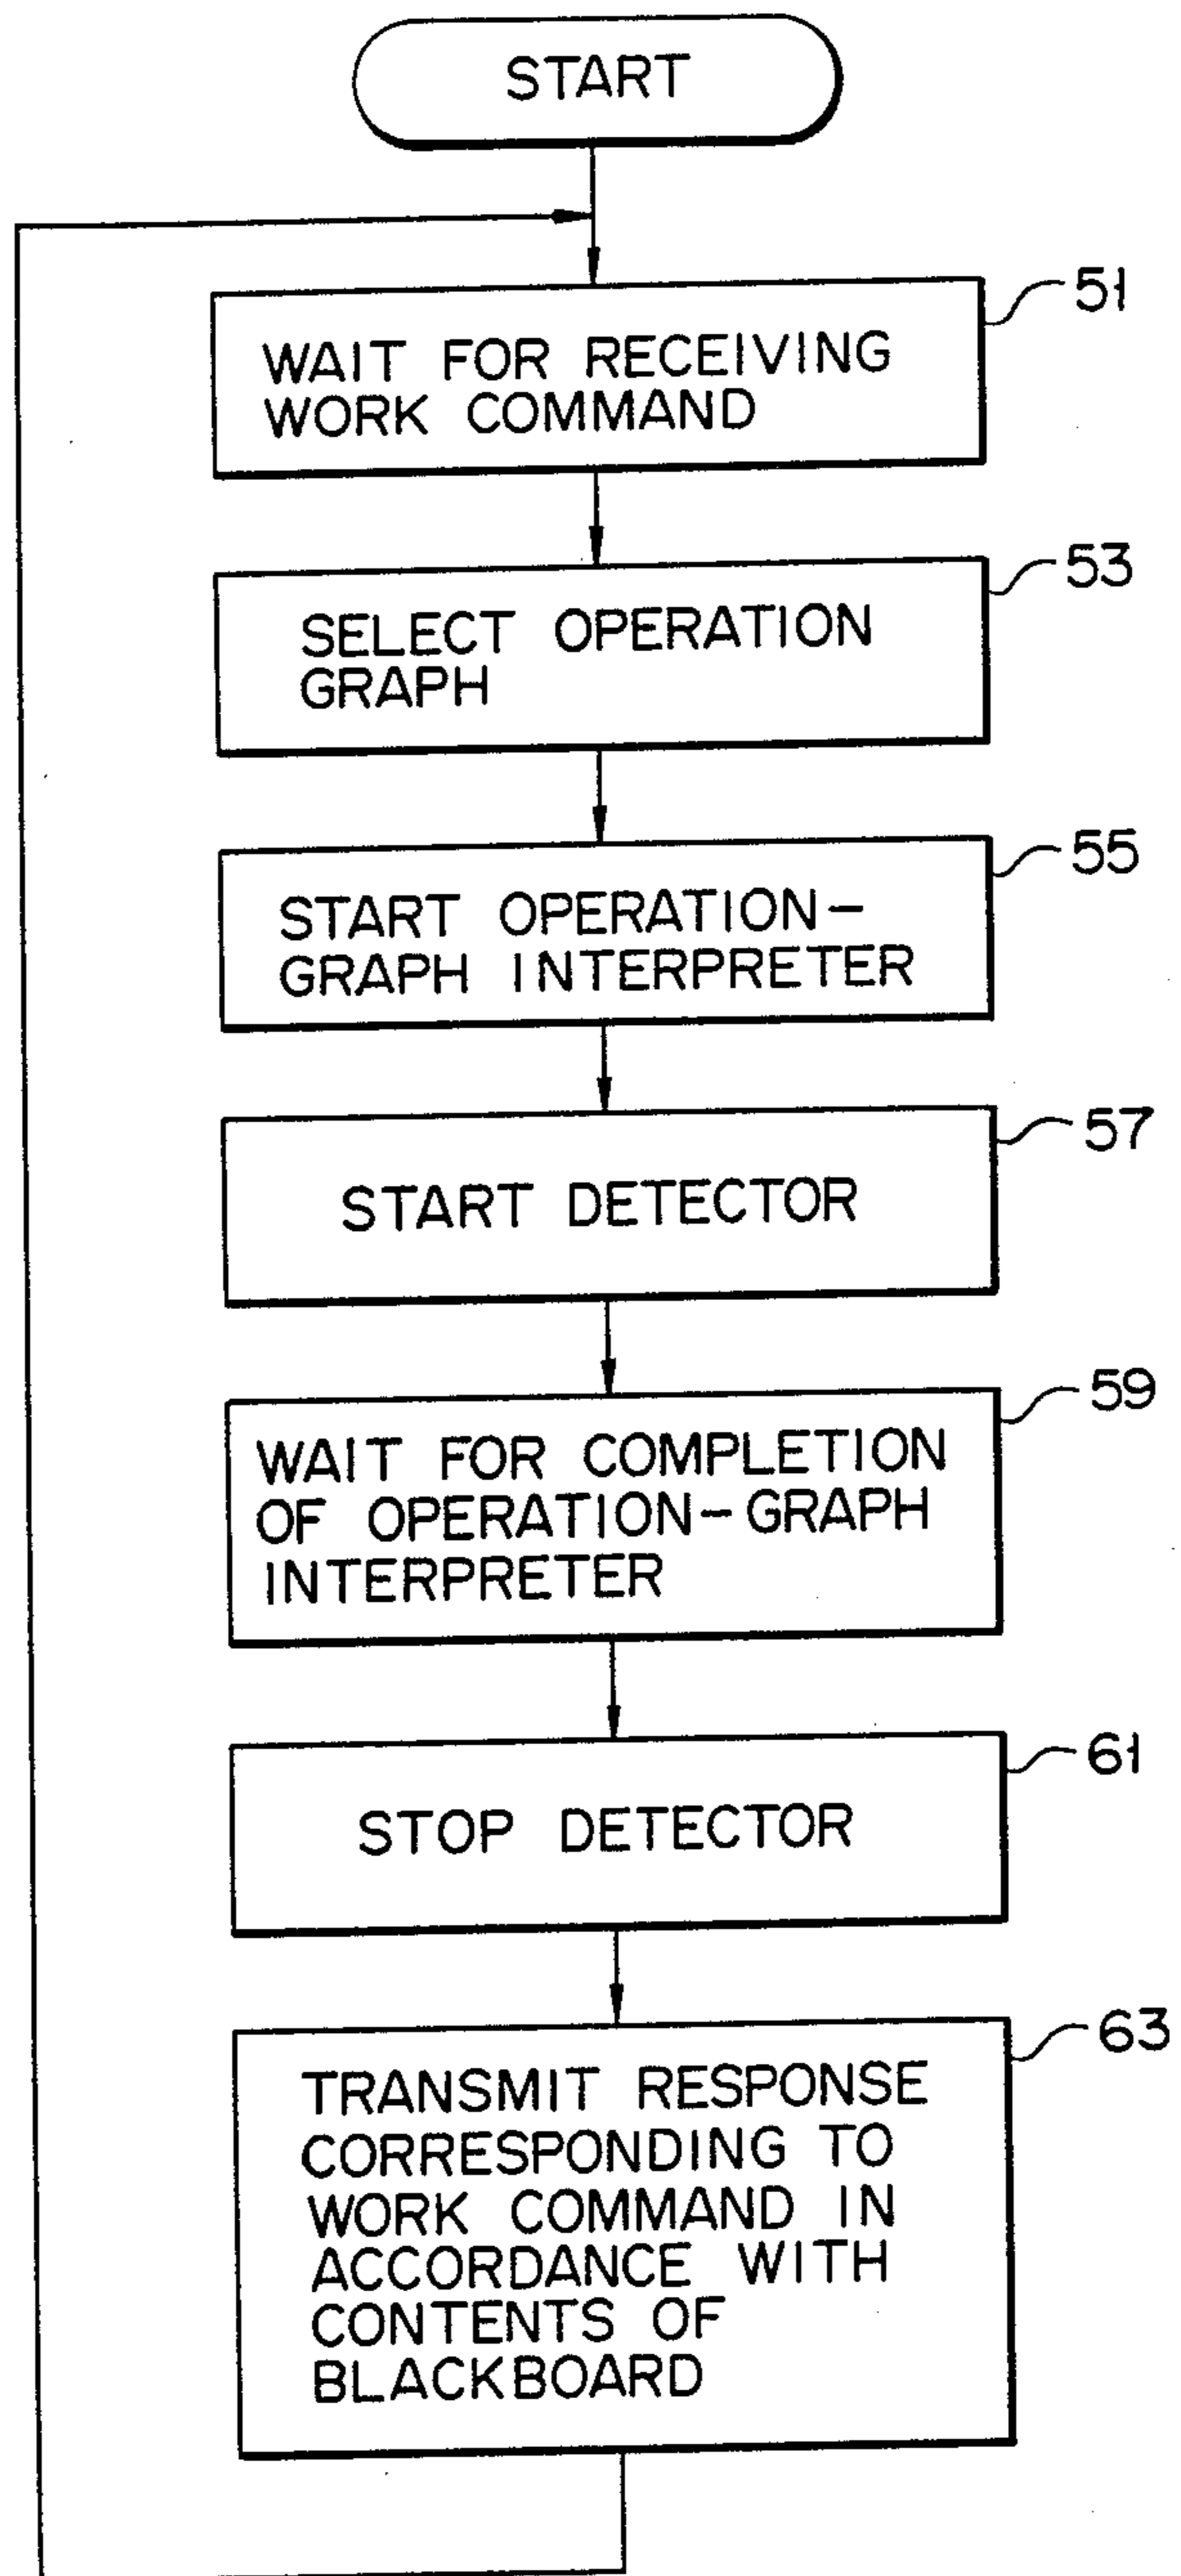 START
51
WAIT FOR RECEIVING
WORK COMMAND
53
SELECT OPERATION
GRAPH
55
START OPERATION-
GRAPH INTERPRETER
57
START DETECTOR
59
WAIT FOR COMPLETION
OF OPERATION-GRAPH
INTERPRETER
61
STOP DETECTOR
63
TRANSMIT RESPONSE
CORRESPONDING TO
WORK COMMAND IN
ACCORDANCE WITH
CONTENTS OF
BLACKBOARD